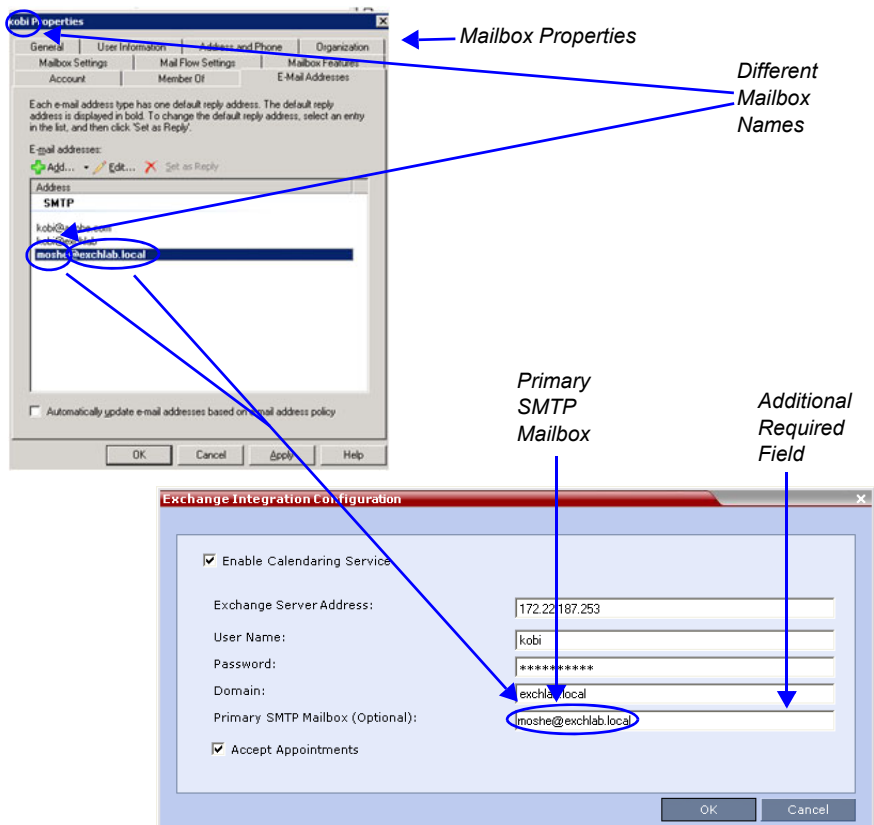 kobi Properties
Mailbox Properties
General
User Information
Address and Phone
Organization
Mailbox Settings
Mail Flow Settings
Mailbox Features
Account
Member Of
E-Mail Addresses
Different
Mailbox
Names
Each e-mail address type has one default reply address. The default reply
address is displayed in bold. To change the default reply address, select an entry
in the list, and then click 'Set as Reply'.
E-mail addresses:
Add...
Edit...
Set as Reply
Address
SMTP
kobi@exchlab
moshe@exchlab.local
Automatically update e-mail addresses based on e-mail address policy
OK
Cancel
Apply
Help
Primary
SMTP
Mailbox
Additional
Required
Field
Exchange Integration Configuration
Enable Calendaring Service
Exchange Server Address:
172.22.187.253
User Name:
kobi
Password:
**********
Domain:
exchlab.local
Primary SMTP Mailbox (Optional):
moshe@exchlab.local
Accept Appointments
OK
Cancel